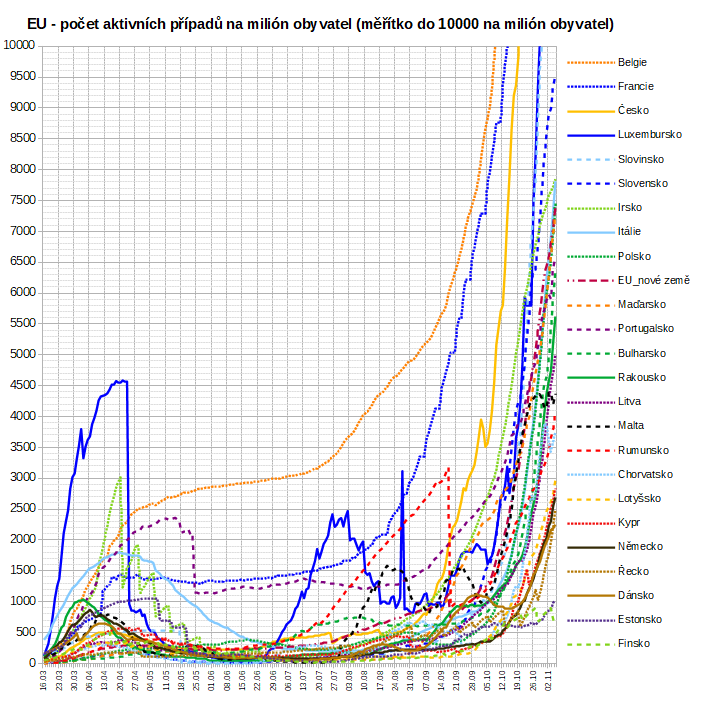 EU - počet aktivních případů na milión obyvatel (měřítko do 10000 na milión obyvatel)
10000
9500
9000
8500
8000
7500
7000
6500
6000
5500
5000
4500
4000
3500
3000
2500
2000
1500
1000
500
0
16.03
23.03
30.03
06.04
13.04
20.04
27.04
04.05
11.05
18.05
25.05
01.06
08.06
15.06
22.06
29.06
06.07
13.07
20.07
27.07
03.08
10.08
17.08
24.08
31.08
07.09
14.09
21.09
28.09
05.10
12.10
19.10
26.10
02.11
Belgie
Francie
Česko
Luxembursko
Slovinsko
Slovensko
Irsko
Itálie
Polsko
EU_nové země
Maďarsko
Portugalsko
Bulharsko
Rakousko
Litva
Malta
Rumunsko
Chorvatsko
Lotyšsko
Kypr
Německo
Řecko
Dánsko
Estonsko
Finsko